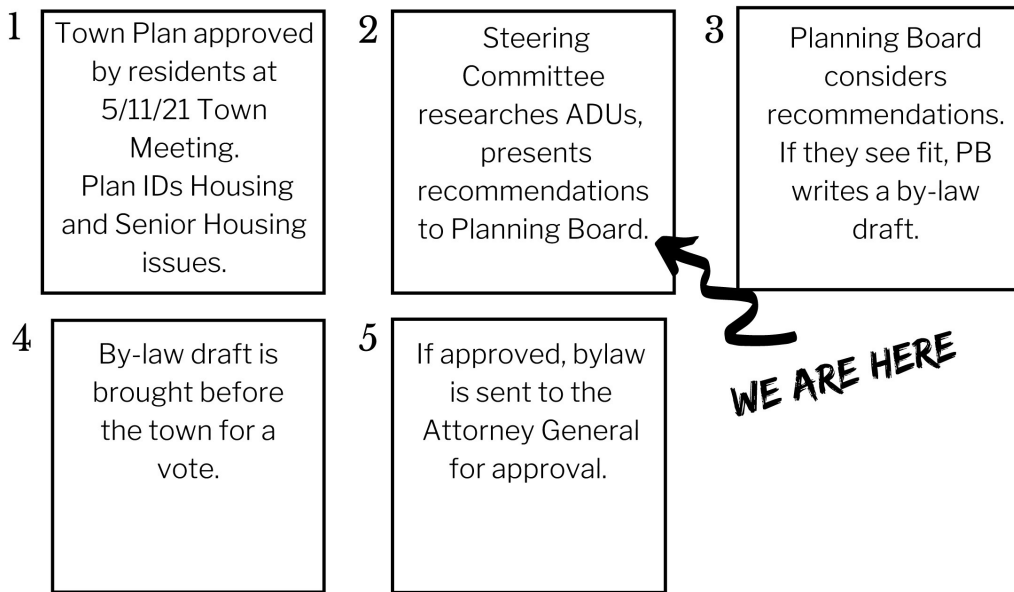 1
Town Plan approved
by residents at
5/11/21 Town
Meeting.
Plan IDs Housing
and Senior Housing
issues.
2
Steering
Committee
researches ADUs,
presents
recommendations
to Planning Board.
3
Planning Board
considers
recommendations.
If they see fit, PB
writes a by-law
draft.
WE ARE HERE
4
By-law draft is
brought before
the town for a
vote.
5
If approved, bylaw
is sent to the
Attorney General
for approval.